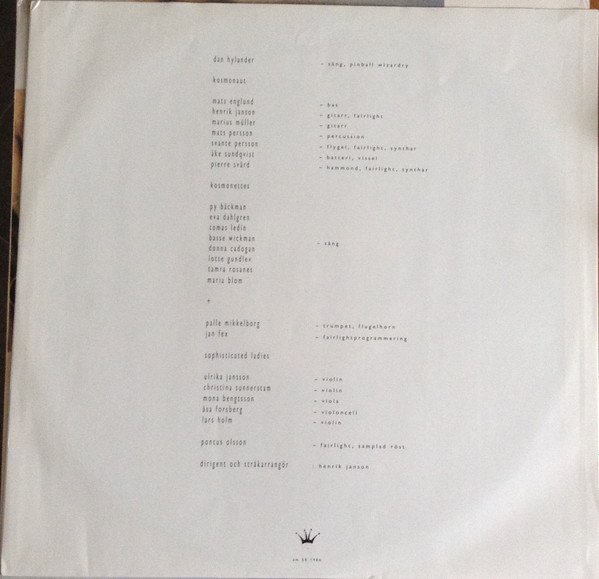 dan hylander – sång, pinball wizardry
kosmonaut
mats englund – bas
henrik janson – gitarr, fairlight
marius müller – gitarr
mats persson – percussion
svante persson – flygel, fairlight, synthar
åke sundqvist – batteri, vissel
pierre swärd – hammond, fairlight, synthar
kosmonettes
py bäckman
eva dahlgren
tomas ledin
basse wickman
donna cadogan – sång
lotte gundlev
tamra rosanes
maria blom
+
palle mikkelborg – trumpet, flugelhorn
jan fex – fairlightprogrammering
sophisticated ladies
ulrika jansson – violin
christina sunnerstam – violin
mona bengtsson – viola
åsa forsberg – violoncell
lars holm – violin
pontus olsson – fairlight, samplad röst
dirigent och stråkarrangör : henrik janson